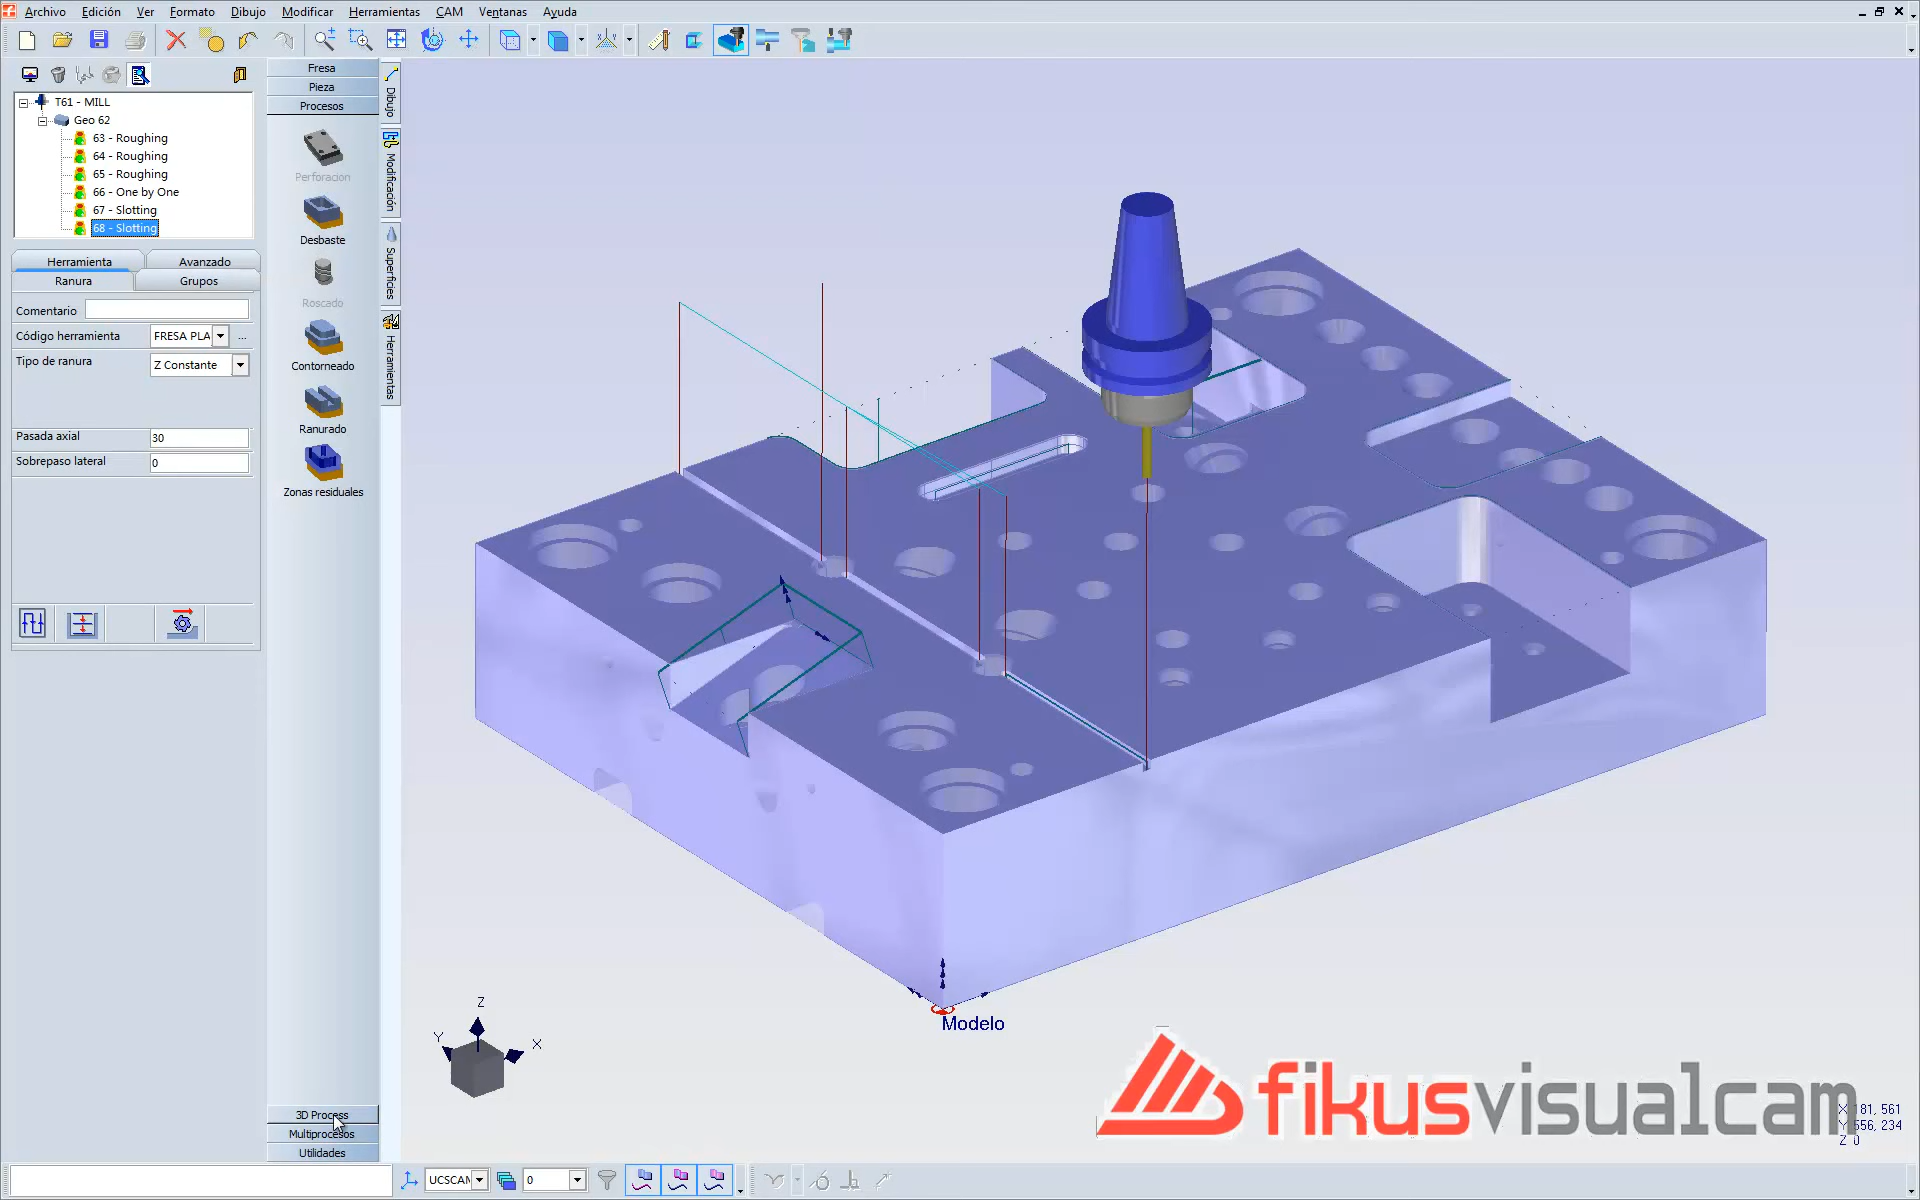 Archivo Edición Ver Formato Dibujo Modificar Herramientas CAM Ventanas Ayuda
T61 - MILL
Geo 62
63 - Roughing
64 - Roughing
65 - Roughing
66 - One by One
67 - Slotting
68 - Slotting
Herramienta Avanzado
Ranura Grupos
Comentario
Código herramienta FRESA PLA ...
Tipo de ranura Z Constante
Pasada axial 30
Sobrepaso lateral 0
Fresa
Pieza
Procesos
Perforacion
Desbaste
Roscado
Contorneado
Ranurado
Zonas residuales
3D Process
Multiprocesos
Utilidades
Dibujo
Modificación
Superficies
Herramientas
Modelo
Z
Y
X
fikusvisualcam
X 181, 561
Y 556, 234
Z 0
UCSCAM 0